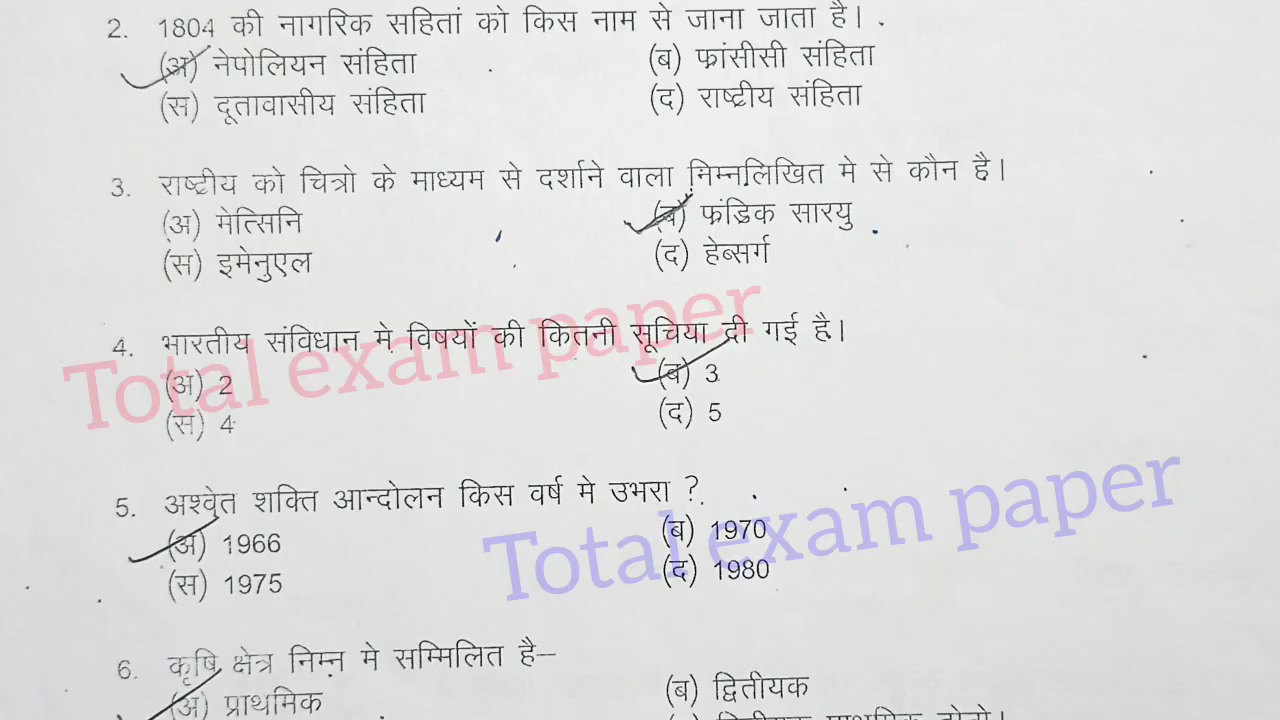 2. 1804 की नागरिक सहितां को किस नाम से जाना जाता है।
(अ) नेपोलियन संहिता (ब) फ्रांसीसी संहिता
(स) दूतावासीय संहिता (द) राष्ट्रीय संहिता
3. राष्ट्रीय को चित्रो के माध्यम से दर्शाने वाला निम्नलिखित मे से कौन है।
(अ) मेत्सिनि (ब) फ्रंड्रिक सारयु
(स) इमेनुएल (द) हेब्सर्ग
4. भारतीय संविधान मे विषयों की कितनी सूचिया दी गई है।
(अ) 2 (ब) 3
(स) 4 (द) 5
Total exam paper
5. अश्वेत शक्ति आन्दोलन किस वर्ष मे उभरा ?
(अ) 1966 (ब) 1970
(स) 1975 (द) 1980
Total exam paper
6. कृषि क्षेत्र निम्न मे सम्मिलित है–
(अ) प्राथमिक (ब) द्वितीयक